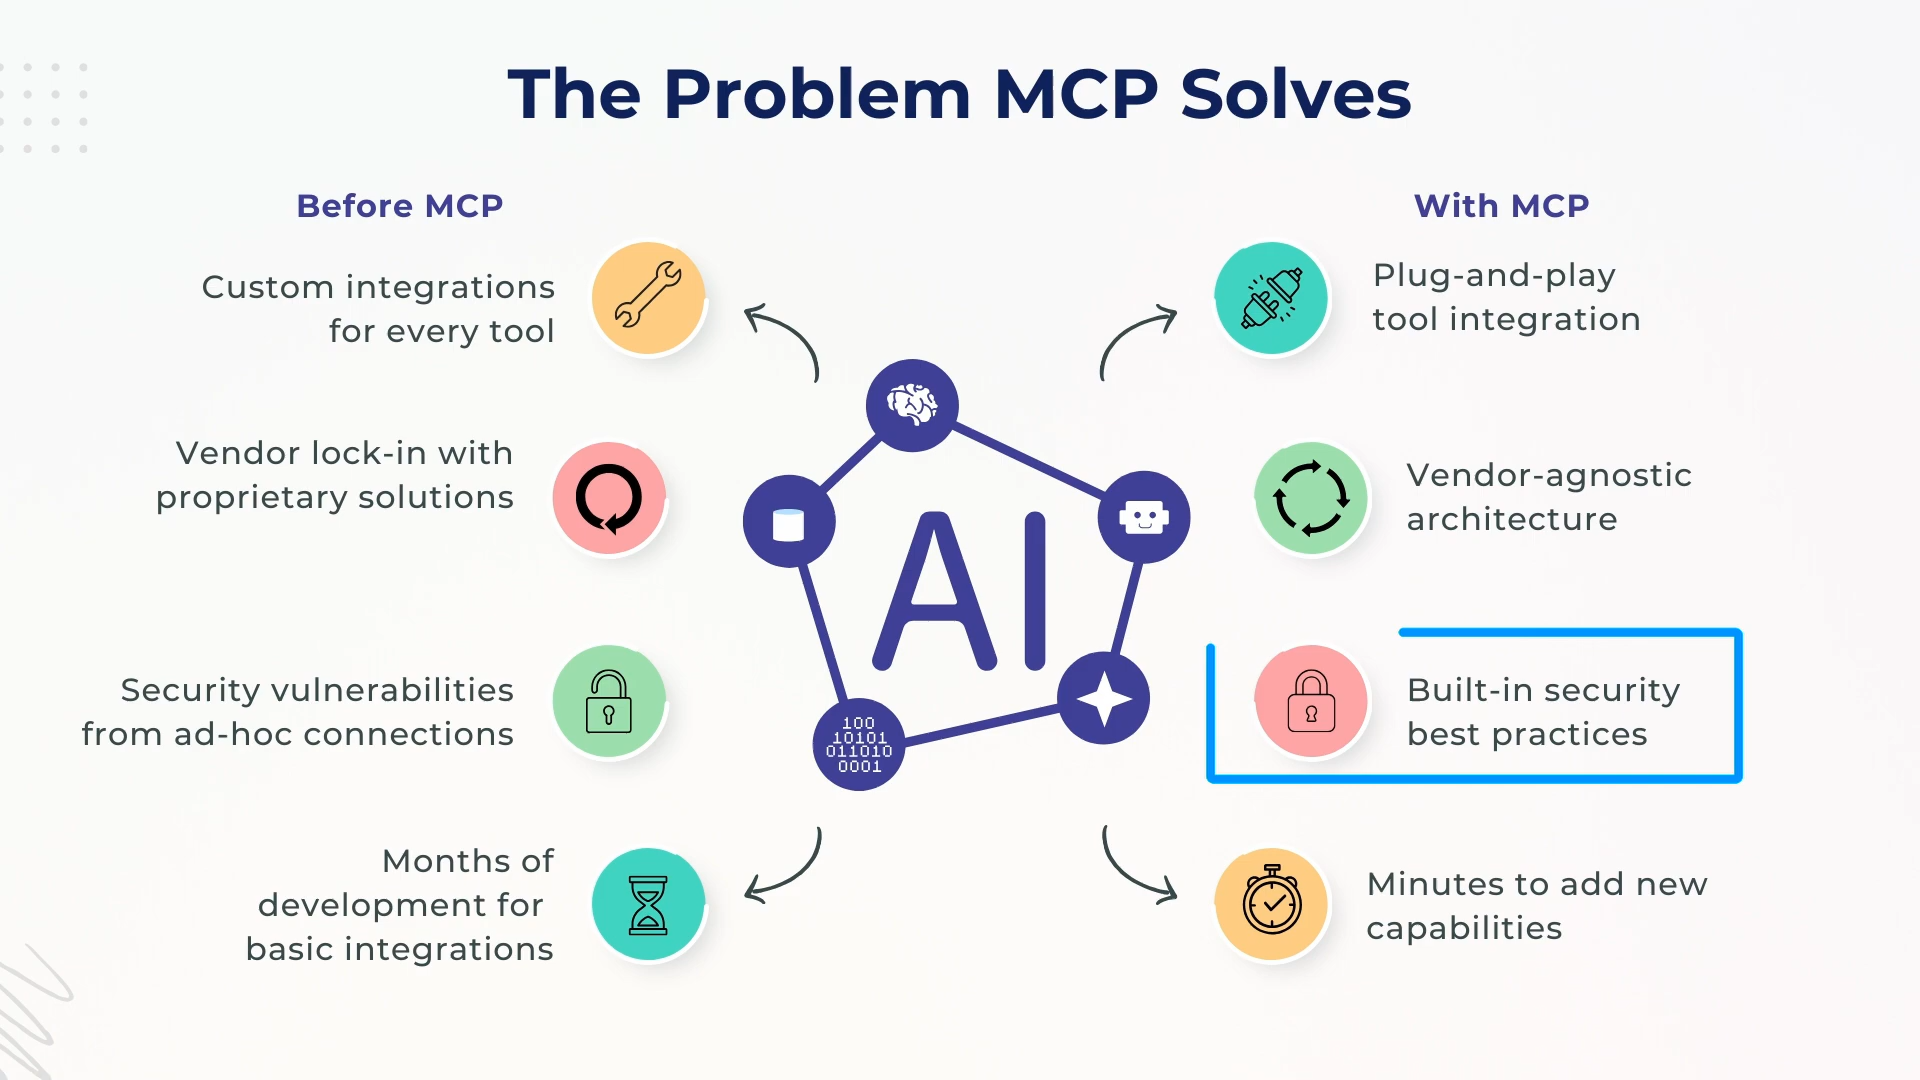 The Problem MCP Solves
Before MCP
Custom integrations
for every tool
Vendor lock-in with
proprietary solutions
Security vulnerabilities
from ad-hoc connections
Months of
development for
basic integrations
AI
100
10101
011010
0001
With MCP
Plug-and-play
tool integration
Vendor-agnostic
architecture
Built-in security
best practices
Minutes to add new
capabilities